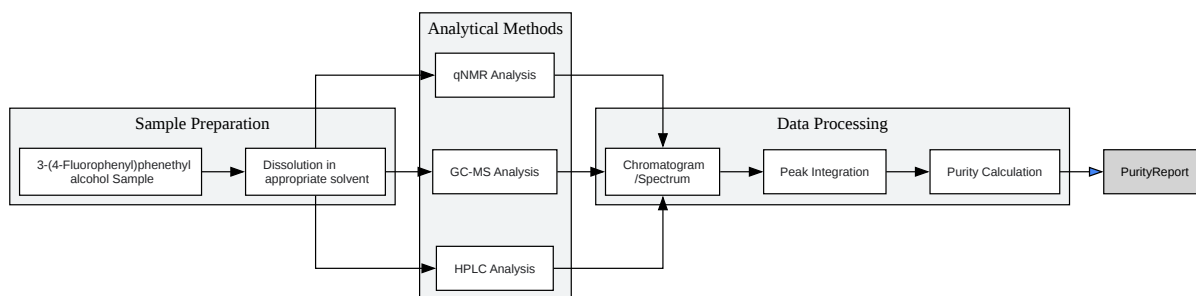 Analytical Methods
qNMR Analysis
Sample Preparation
Data Processing
3-(4-Fluorophenyl)phenethyl
alcohol Sample
Dissolution in
appropriate solvent
GC-MS Analysis
Chromatogram
/Spectrum
Peak Integration
Purity Calculation
PurityReport
HPLC Analysis